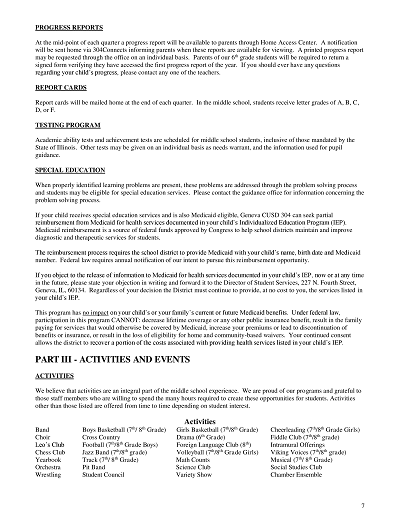 PROGRESS REPORTS
At the mid-point of each quarter a progress report will be available to parents through Home Access Center. A notification
will be sent home via 304Connects informing parents when these reports are available for viewing. A printed progress report
may be requested through the office on an individual basis. Parents of our 6th grade students will be required to return a
signed form verifying they have accessed the first progress report of the year. If you should ever have any questions
regarding your child's progress, please contact any one of the teachers.
REPORT CARDS
Report cards will be mailed home at the end of each quarter. In the middle school, students receive letter grades of A, B, C,
D, or F.
TESTING PROGRAM
Academic ability tests and achievement tests are scheduled for middle school students, inclusive of those mandated by the
State of Illinois. Other tests may be given on an individual basis as needs warrant, and the information used for pupil
guidance.
SPECIAL EDUCATION
When properly identified learning problems are present, these problems are addressed through the problem solving process
and students may be eligible for special education services. Please contact the guidance office for information concerning the
problem solving process.
If your child receives special education services and is also Medicaid eligible, Geneva CUSD 304 can seek partial
reimbursement from Medicaid for health services documented in your child's Individualized Education Program (IEP).
Medicaid reimbursement is a source of federal funds approved by Congress to help school districts maintain and improve
diagnostic and therapeutic services for students.
The reimbursement process requires the school district to provide Medicaid with your child's name, birth date and Medicaid
number. Federal law requires annual notification of our intent to pursue this reimbursement opportunity.
If you object to the release of information to Medicaid for health services documented in your child's IEP, now or at any time
in the future, please state your objection in writing and forward it to the Director of Student Services, 227 N. Fourth Street,
Geneva, IL, 60134. Regardless of your decision the District must continue to provide, at no cost to you, the services listed in
your child's IEP.
This program has no impact on your child's or your family's current or future Medicaid benefits. Under federal law,
participation in this program CANNOT: decrease lifetime coverage or any other public insurance benefit, result in the family
paying for services that would otherwise be covered by Medicaid, increase your premiums or lead to discontinuation of
benefits or insurance, or result in the loss of eligibility for home and community-based waivers. Your continued consent
allows the district to recover a portion of the costs associated with providing health services listed in your child's IEP.
PART III - ACTIVITIES AND EVENTS
ACTIVITIES
We believe that activities are an integral part of the middle school experience. We are proud of our programs and grateful to
those staff members who are willing to spend the many hours required to create these opportunities for students. Activities
other than those listed are offered from time to time depending on student interest.
Activities
Band Boys Basketball (7th/ 8th Grade) Girls Basketball (7th/8th Grade) Cheerleading (7th/8th Grade Girls)
Choir Cross Country Drama (6th Grade) Fiddle Club (7th/8th grade)
Leo's Club Football (7th/8th Grade Boys) Foreign Language Club (8th) Intramural Offerings
Chess Club Jazz Band (7th/8th grade) Volleyball (7th/8th Grade Girls) Viking Voices (7th/8th grade)
Yearbook Track (7th/ 8th Grade) Math Counts Musical (7th/ 8th Grade)
Orchestra Pit Band Science Club Social Studies Club
Wrestling Student Council Variety Show Chamber Ensemble
7